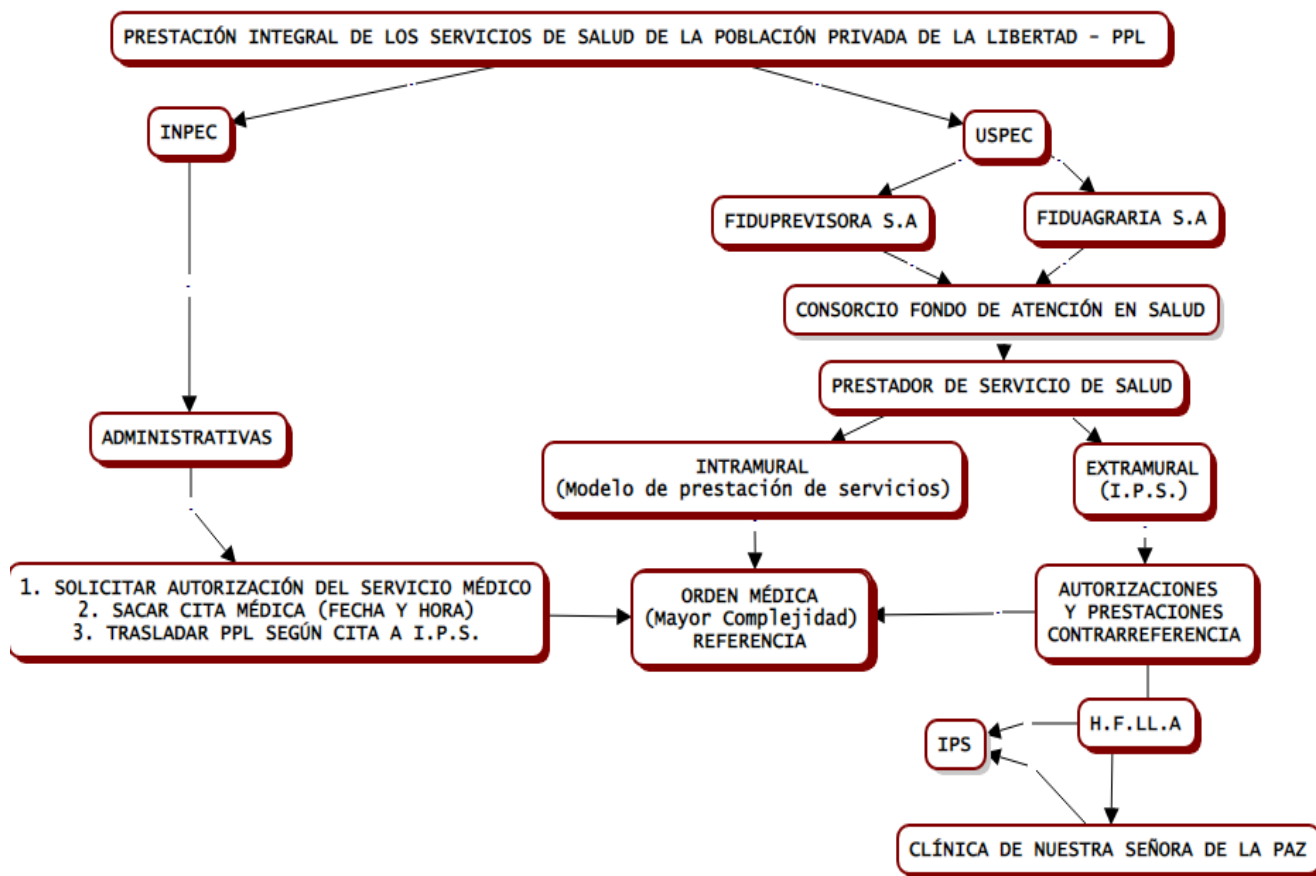 PRESTACIÓN INTEGRAL DE LOS SERVICIOS DE SALUD DE LA POBLACIÓN PRIVADA DE LA LIBERTAD - PPL
INPEC
USPEC
FIDUPREVISORA S.A
FIDUAGRARIA S.A
CONSORCIO FONDO DE ATENCIÓN EN SALUD
PRESTADOR DE SERVICIO DE SALUD
ADMINISTRATIVAS
INTRAMURAL
(Modelo de prestación de servicios)
EXTRAMURAL
(I.P.S.)
1. SOLICITAR AUTORIZACIÓN DEL SERVICIO MÉDICO
2. SACAR CITA MÉDICA (FECHA Y HORA)
3. TRASLADAR PPL SEGÚN CITA A I.P.S.
ORDEN MÉDICA
(Mayor Complejidad)
REFERENCIA
AUTORIZACIONES
Y PRESTACIONES
CONTRARREFERENCIA
H.F.LL.A
IPS
CLÍNICA DE NUESTRA SEÑORA DE LA PAZ